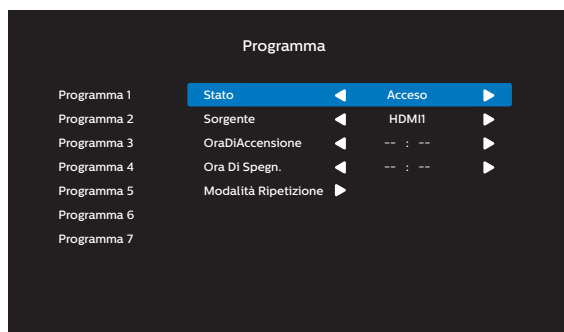 Programma
Programma 1 Stato Acceso
Programma 2 Sorgente HDMI1
Programma 3 OraDiAccensione -- : --
Programma 4 Ora Di Spegn. -- : --
Programma 5 Modalità Ripetizione
Programma 6
Programma 7